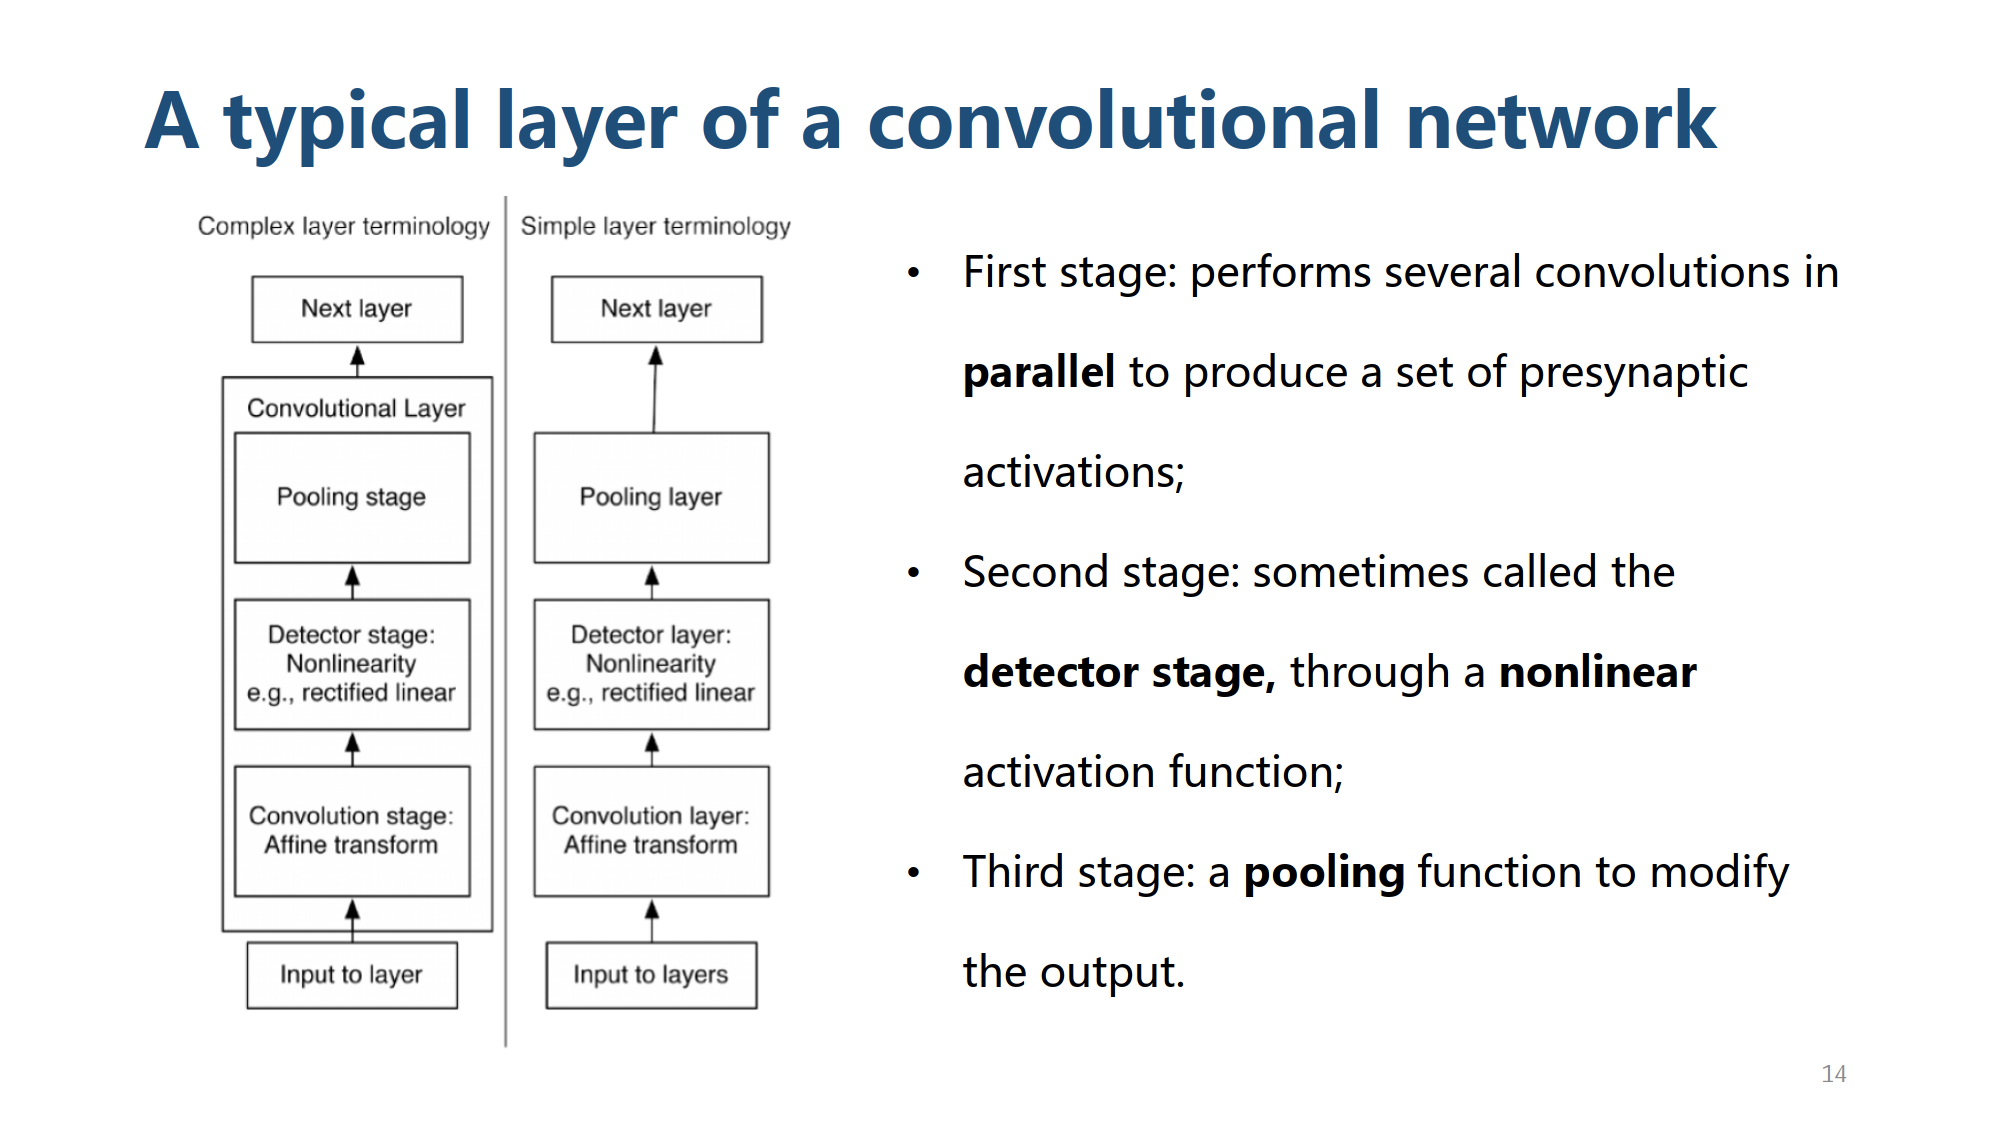 A typical layer of a convolutional network
Complex layer terminology
Next layer
Convolutional Layer
Pooling stage
Detector stage:
Nonlinearity
e.g., rectified linear
Convolution stage:
Affine transform
Input to layer
Simple layer terminology
Next layer
Pooling layer
Detector layer:
Nonlinearity
e.g., rectified linear
Convolution layer:
Affine transform
Input to layers
• First stage: performs several convolutions in
parallel to produce a set of presynaptic
activations;
• Second stage: sometimes called the
detector stage, through a nonlinear
activation function;
• Third stage: a pooling function to modify
the output.
14